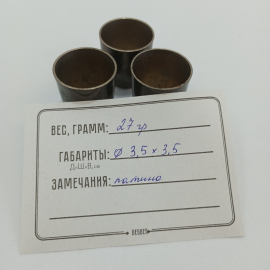 ВЕС, ГРАММ: 27 гр
ГАБАРИТЫ: ф 3,5 x 3,5
Д×Ш×В, см
ЗАМЕЧАНИЯ: патина